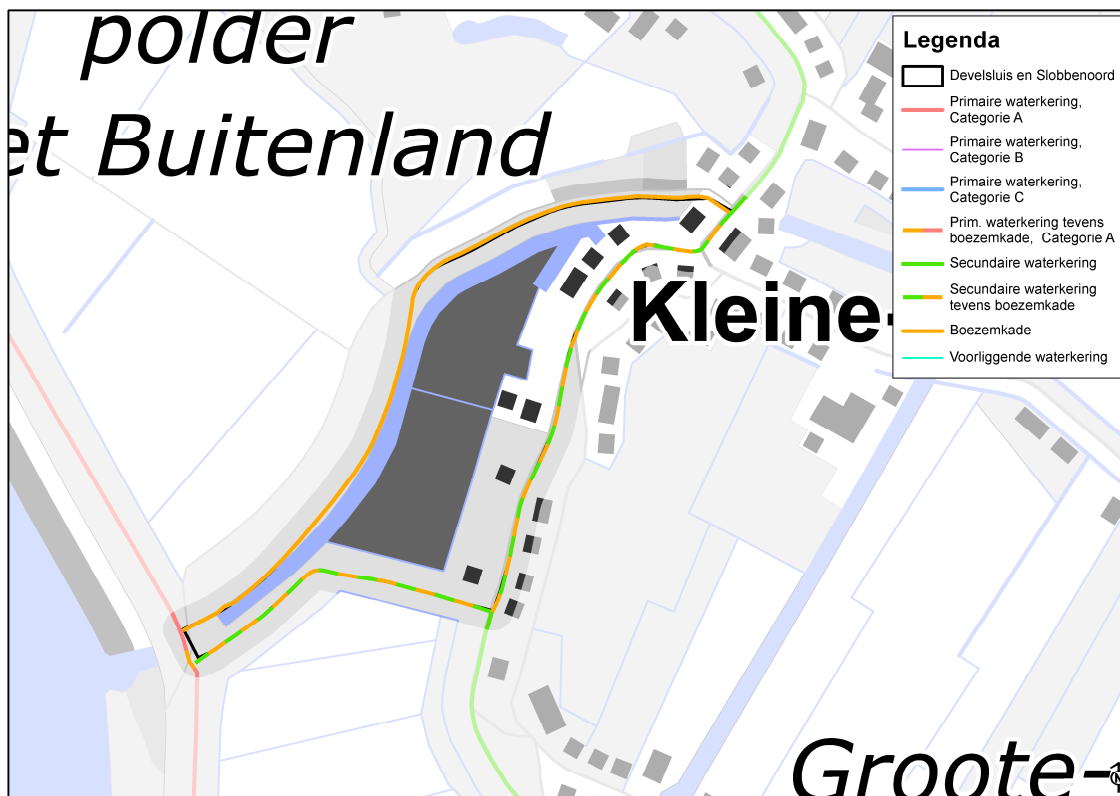 polder
et Buitenland
Kleine-
Groote-
Legenda
Develsluis en Slobbenoord
Primaire waterkering,
Categorie A
Primaire waterkering,
Categorie B
Primaire waterkering,
Categorie C
Prim. waterkering tevens
boezemkade, Categorie A
Secundaire waterkering
Secundaire waterkering
tevens boezemkade
Boezemkade
Voorliggende waterkering